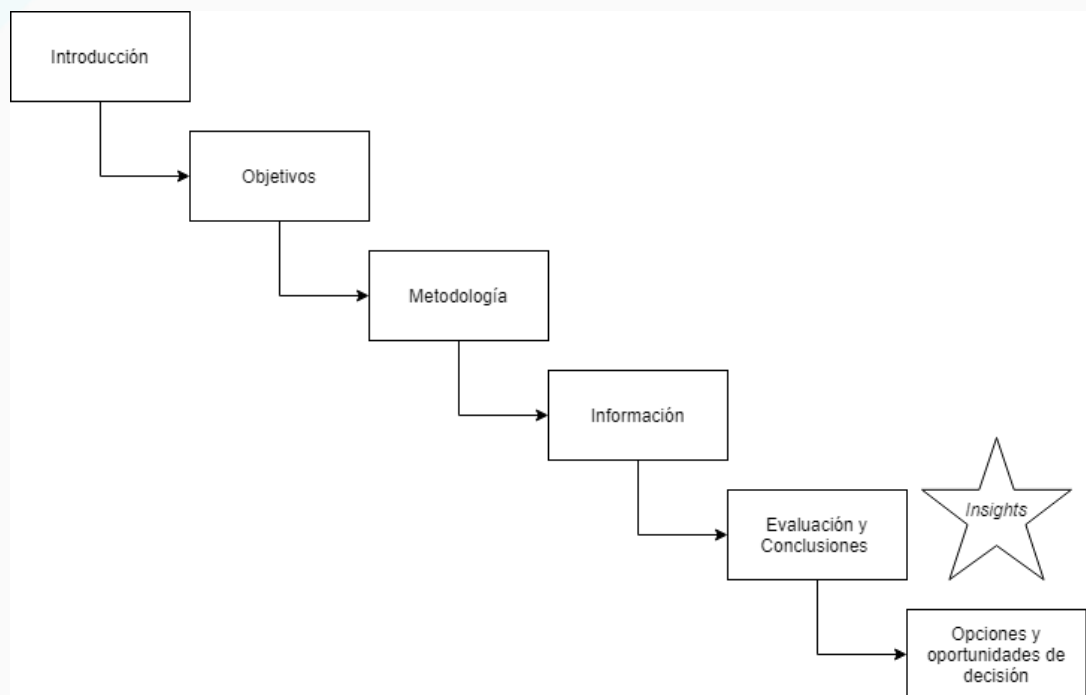 Introducción
Objetivos
Metodología
Información
Insights
Evaluación y
Conclusiones
Opciones y
oportunidades de
decisión